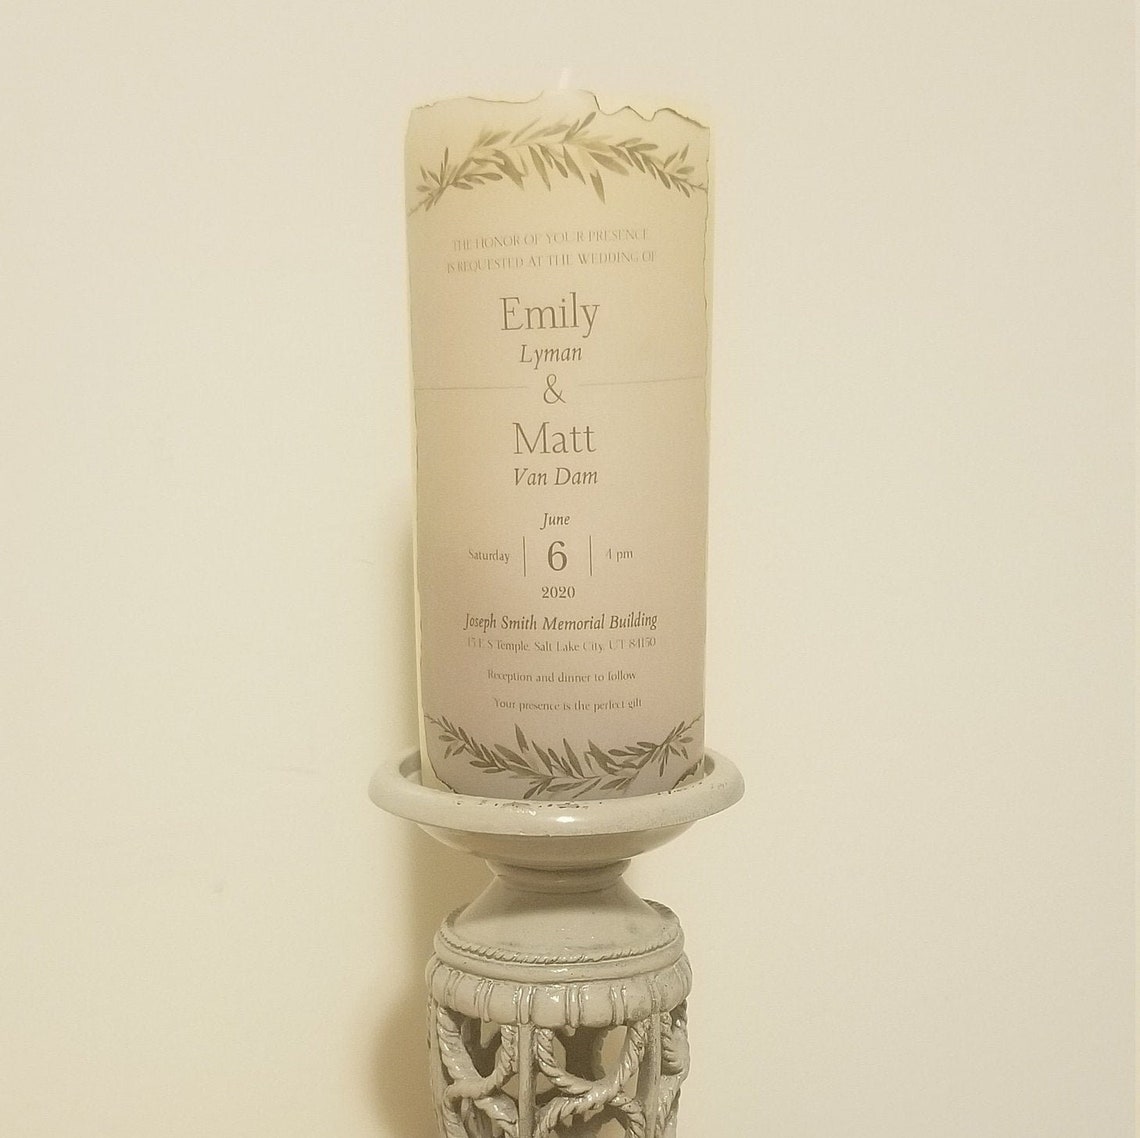 THE HONOR OF YOUR PRESENCE
IS REQUESTED AT THE WEDDING OF
Emily
Lyman
&
Matt
Van Dam
June
Saturday | 6 | 4 pm
2020
Joseph Smith Memorial Building
15 E S Temple, Salt Lake City, UT 84150
Reception and dinner to follow
Your presence is the perfect gift